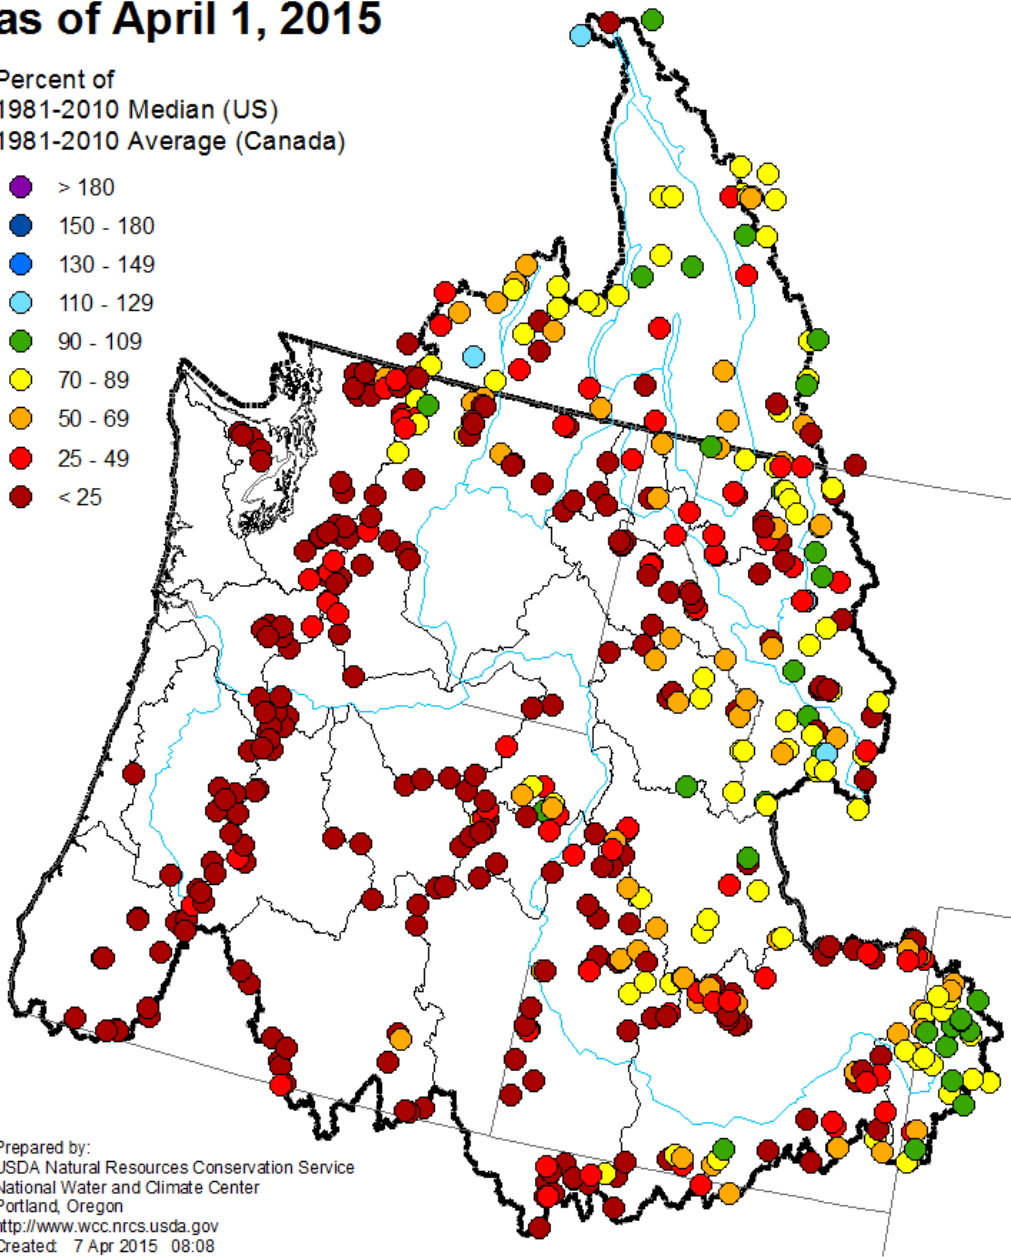 as of April 1, 2015
Percent of
1981-2010 Median (US)
1981-2010 Average (Canada)
> 180
150 - 180
130 - 149
110 - 129
90 - 109
70 - 89
50 - 69
25 - 49
< 25
Prepared by:
USDA Natural Resources Conservation Service
National Water and Climate Center
Portland, Oregon
http://www.wcc.nrcs.usda.gov
Created: 7 Apr 2015 08:08